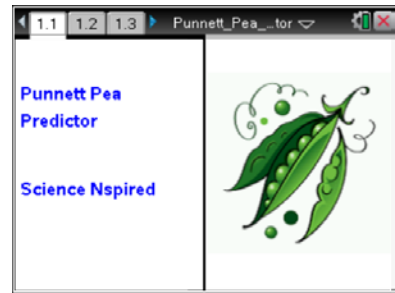 1.1 1.2 1.3 Punnett_Pea_...tor
Punnett Pea
Predictor
Science Nspired